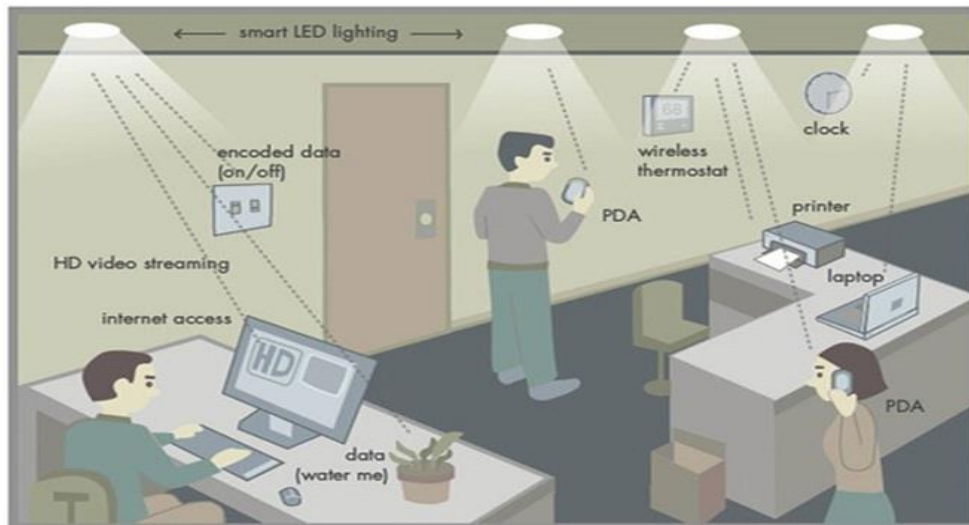 smart LED lighting
encoded data
(on/off)
HD video streaming
internet access
HD
data
(water me)
PDA
68
wireless
thermostat
clock
printer
laptop
PDA
T